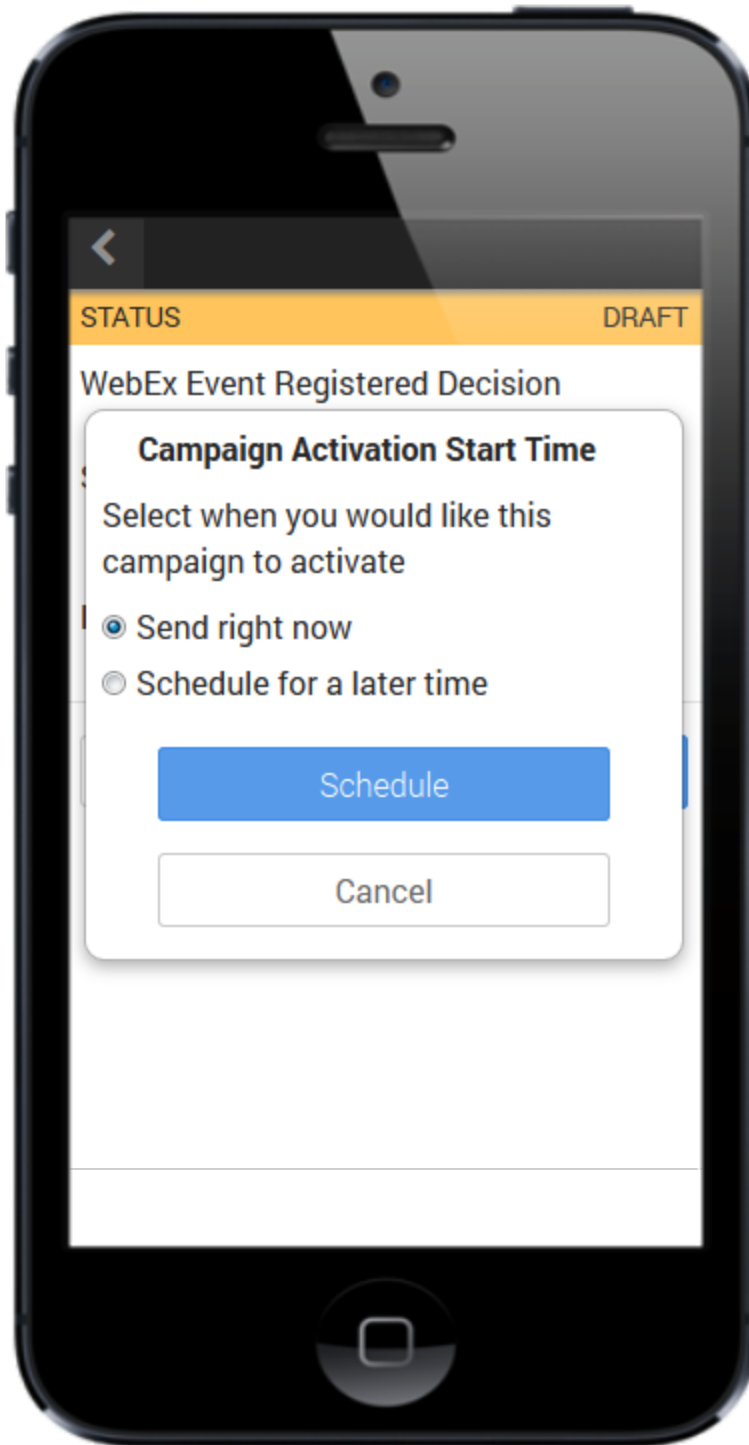 STATUS DRAFT
WebEx Event Registered Decision
Campaign Activation Start Time
Select when you would like this
campaign to activate
Send right now
Schedule for a later time
Schedule
Cancel